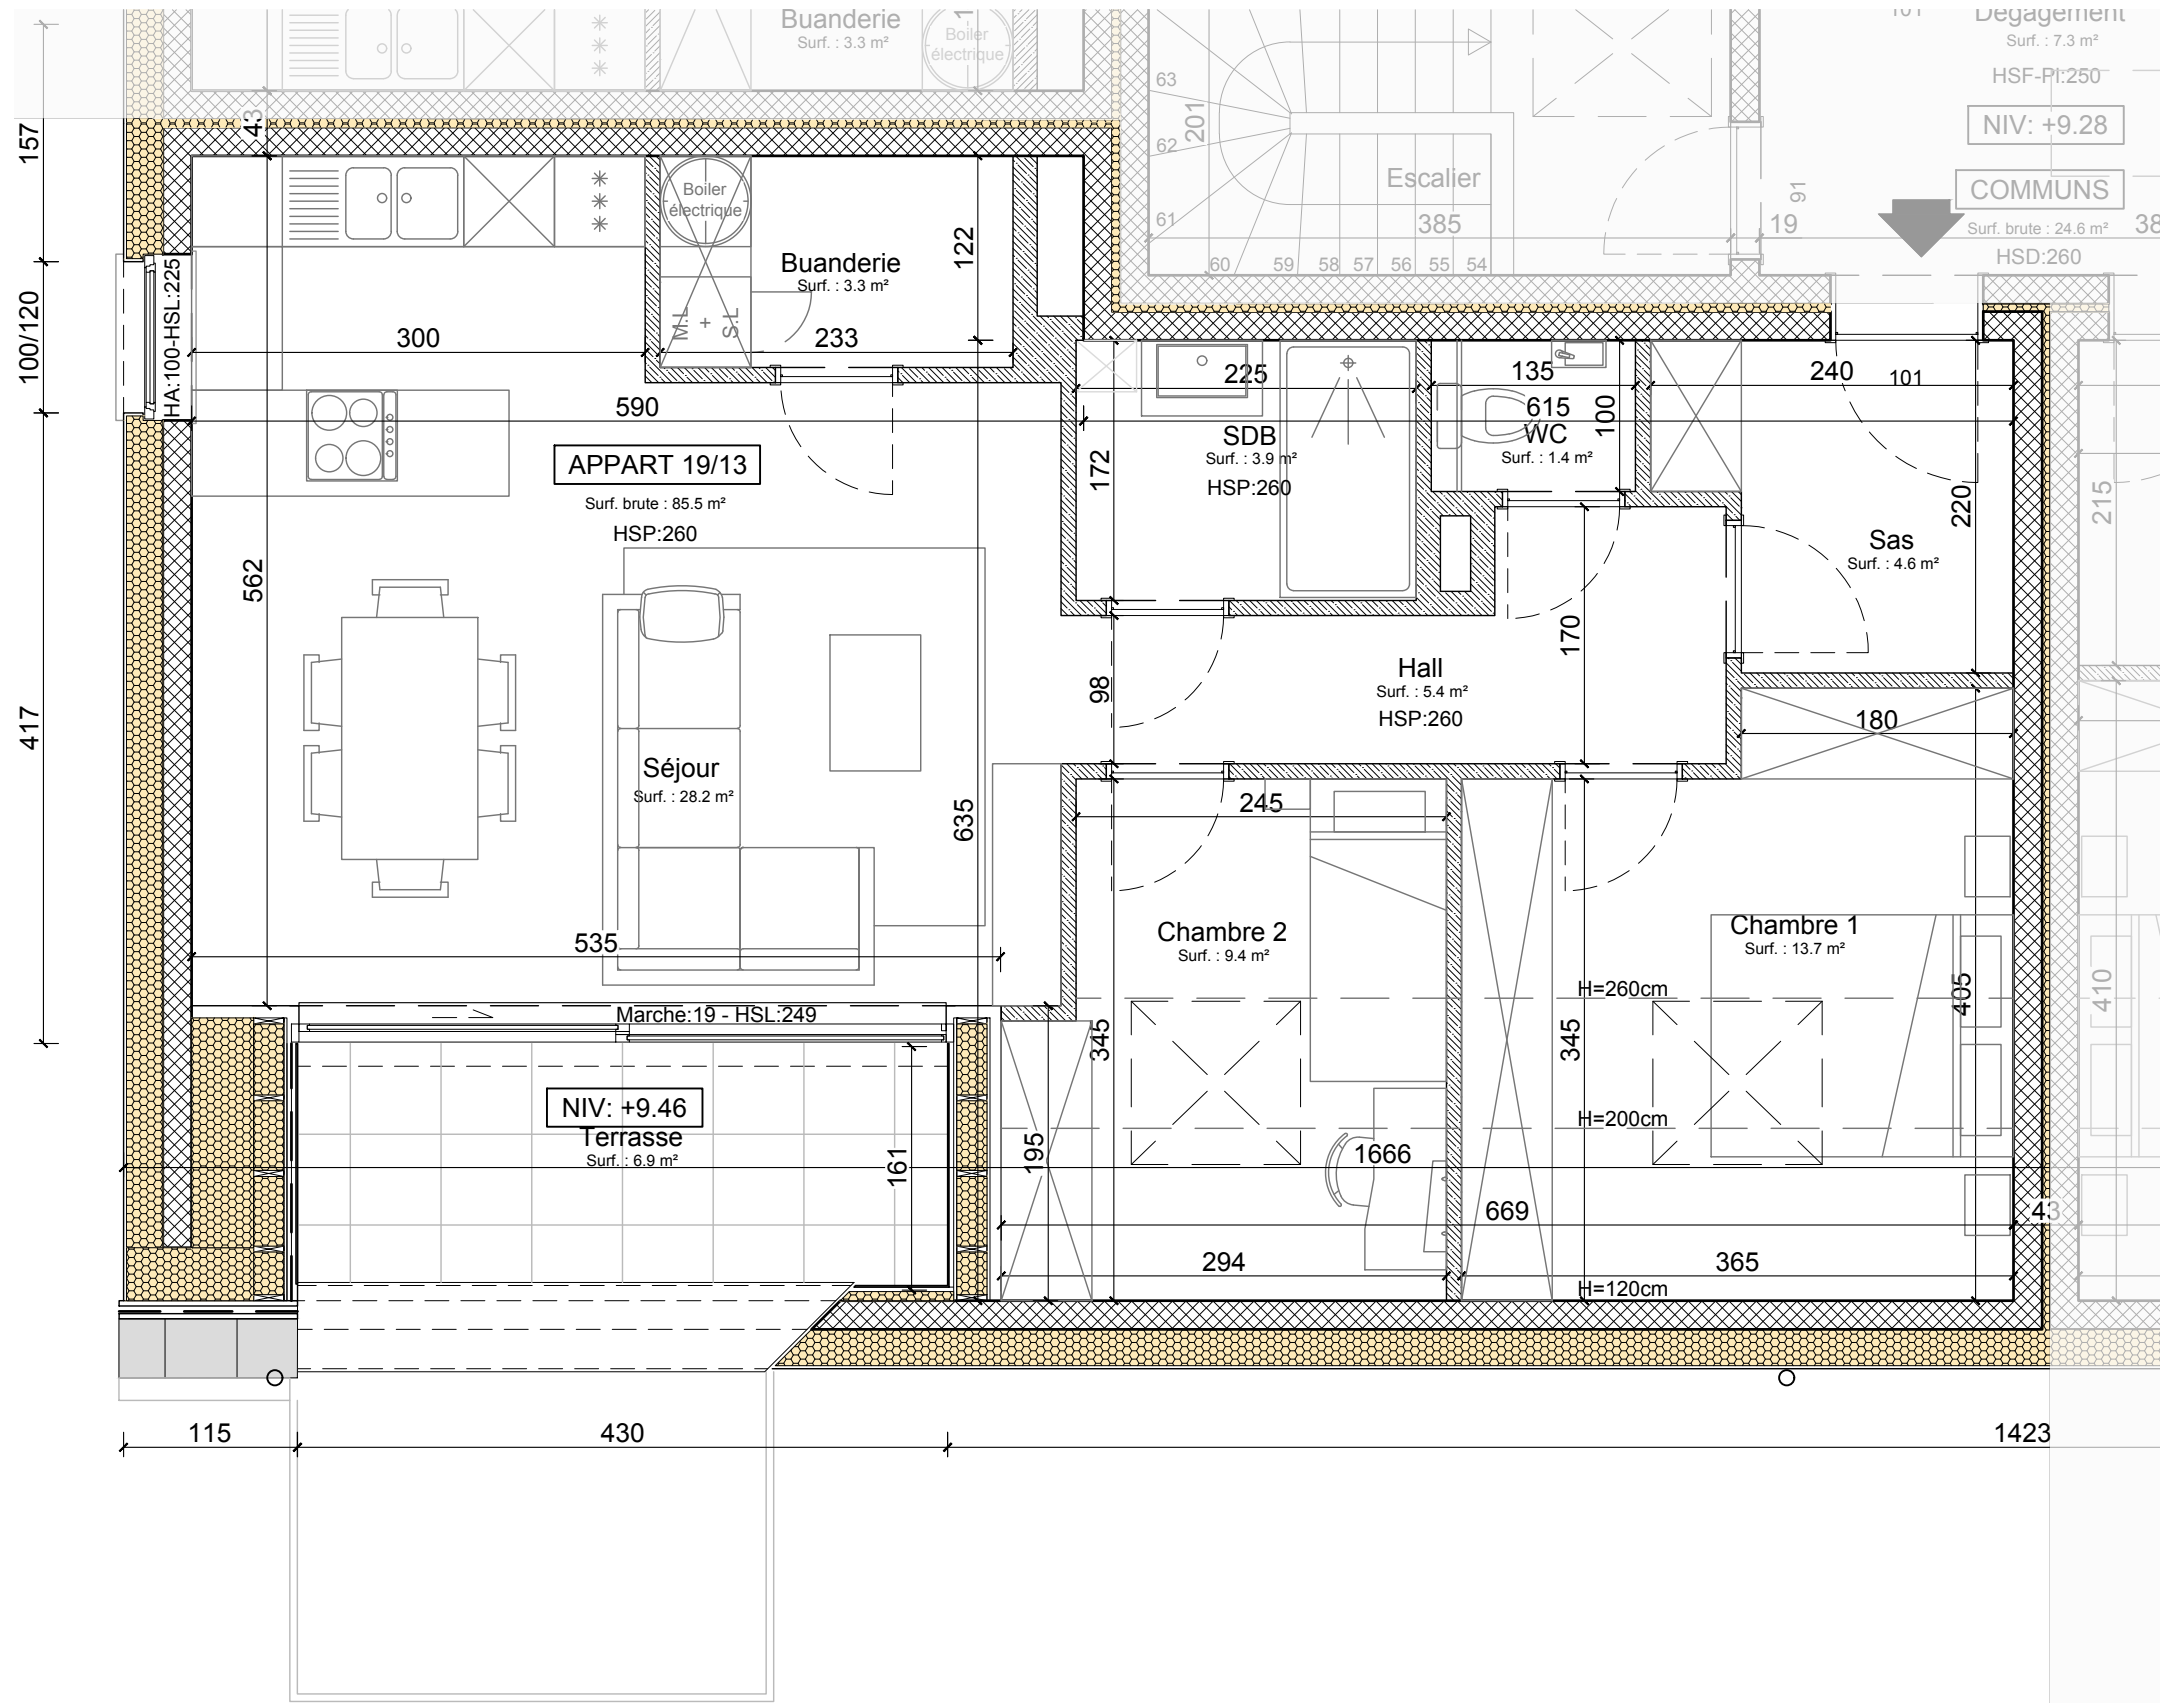 Buanderie
Surf. : 3.3 m²
Boiler
électrique
63
62
61
60
59
58
57
56
55
54
201
Escalier
385
19
91
101
Dégagement
Surf. : 7.3 m²
HSF-Pl:250
NIV: +9.28
COMMUNS
Surf. brute : 24.6 m²
38
HSD:260
157
100/120
417
43
HA:100-HSL:225
Boiler
électrique
M.L
+
S.L
Buanderie
Surf. : 3.3 m²
122
300
233
590
APPART 19/13
Surf. brute : 85.5 m²
HSP:260
562
225
SDB
Surf. : 3.9 m²
HSP:260
172
135
615
WC
Surf. : 1.4 m²
100
240
101
220
Sas
Surf. : 4.6 m²
215
170
98
Hall
Surf. : 5.4 m²
HSP:260
180
Séjour
Surf. : 28.2 m²
635
535
245
Chambre 2
Surf. : 9.4 m²
Chambre 1
Surf. : 13.7 m²
H=260cm
405
410
345
345
H=200cm
Marche:19 - HSL:249
NIV: +9.46
Terrasse
Surf. : 6.9 m²
161
195
1666
669
43
294
365
H=120cm
115
430
1423